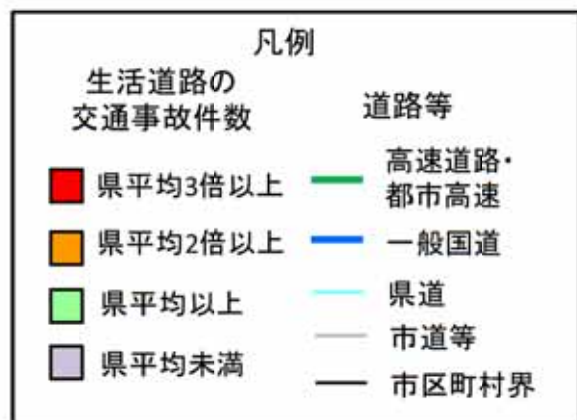 凡例
生活道路の
交通事故件数
県平均3倍以上
県平均2倍以上
県平均以上
県平均未満
道路等
高速道路・
都市高速
一般国道
県道
市道等
市区町村界